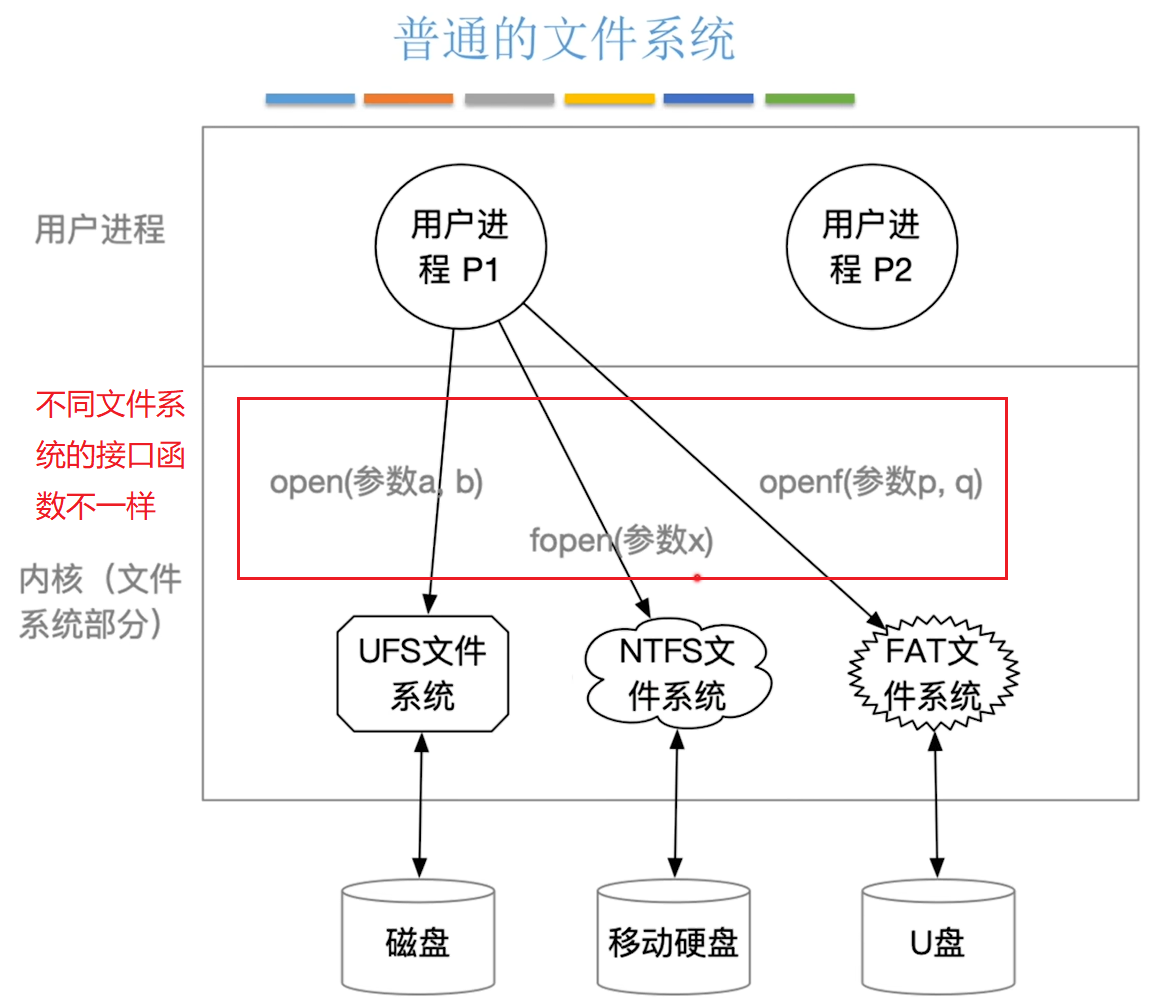 普通的文件系统
用户进程
用户进
程 P1
用户进
程 P2
不同文件系
统的接口函
数不一样
open(参数a, b)
openf(参数p, q)
fopen(参数x)
内核（文件
系统部分）
UFS文件
系统
NTFS文
件系统
FAT文
件系统
磁盘
移动硬盘
U盘